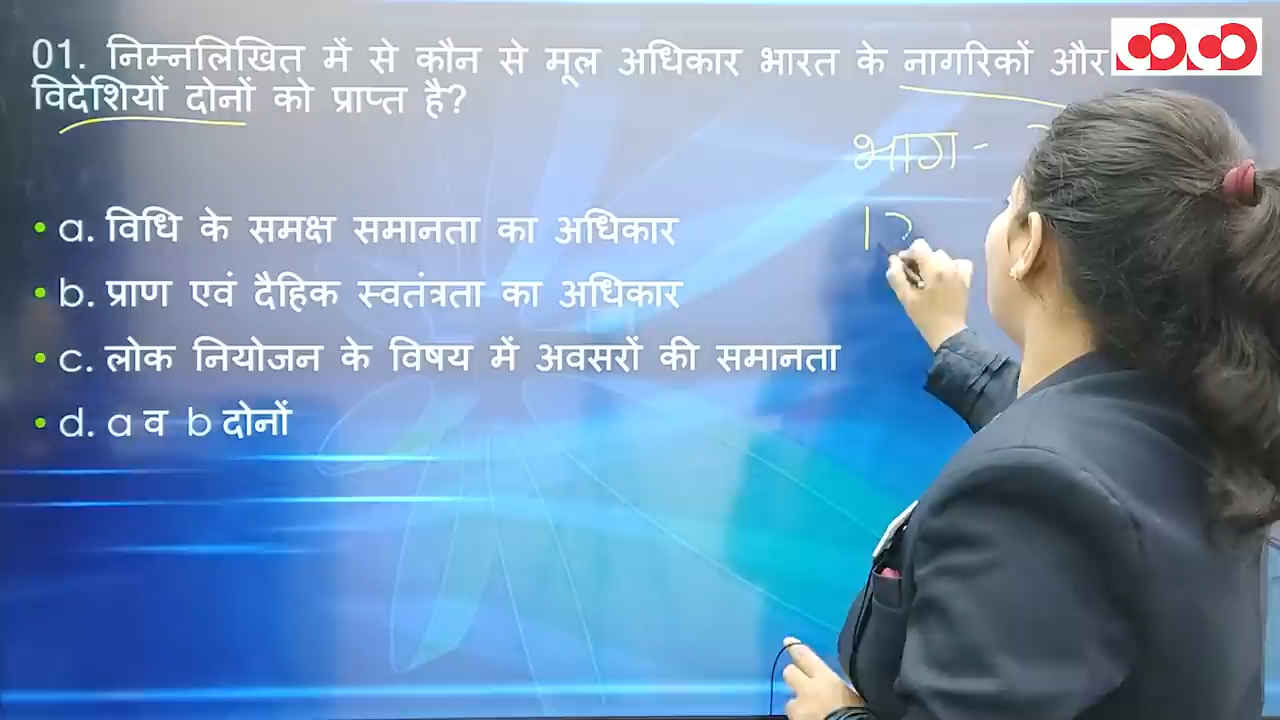 01. निम्नलिखित में से कौन से मूल अधिकार भारत के नागरिकों और
विदेशियों दोनों को प्राप्त है?
भाग -
a. विधि के समक्ष समानता का अधिकार
b. प्राण एवं दैहिक स्वतंत्रता का अधिकार
c. लोक नियोजन के विषय में अवसरों की समानता
d. a व b दोनों